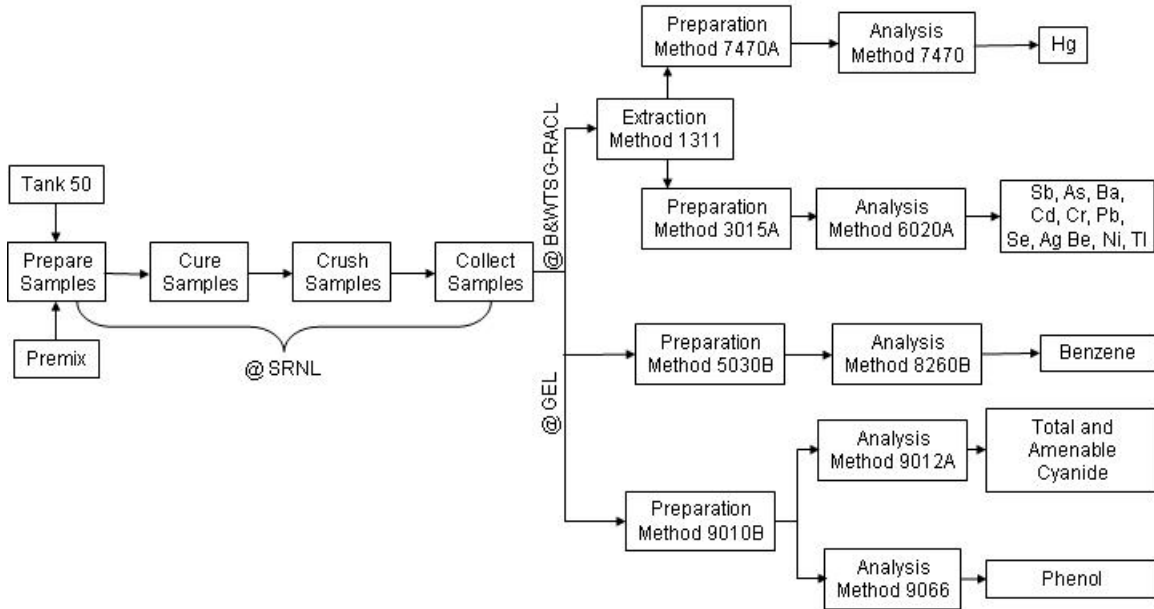 Tank 50
Prepare
Samples
Premix
Cure
Samples
Crush
Samples
Collect
Samples
@ SRNL
@ B&WTSG-RACL
@ GEL
Extraction
Method 1311
Preparation
Method 7470A
Analysis
Method 7470
Hg
Preparation
Method 3015A
Analysis
Method 6020A
Sb, As, Ba,
Cd, Cr, Pb,
Se, Ag Be, Ni, Tl
Preparation
Method 5030B
Analysis
Method 8260B
Benzene
Preparation
Method 9010B
Analysis
Method 9012A
Total and
Amenable
Cyanide
Analysis
Method 9066
Phenol